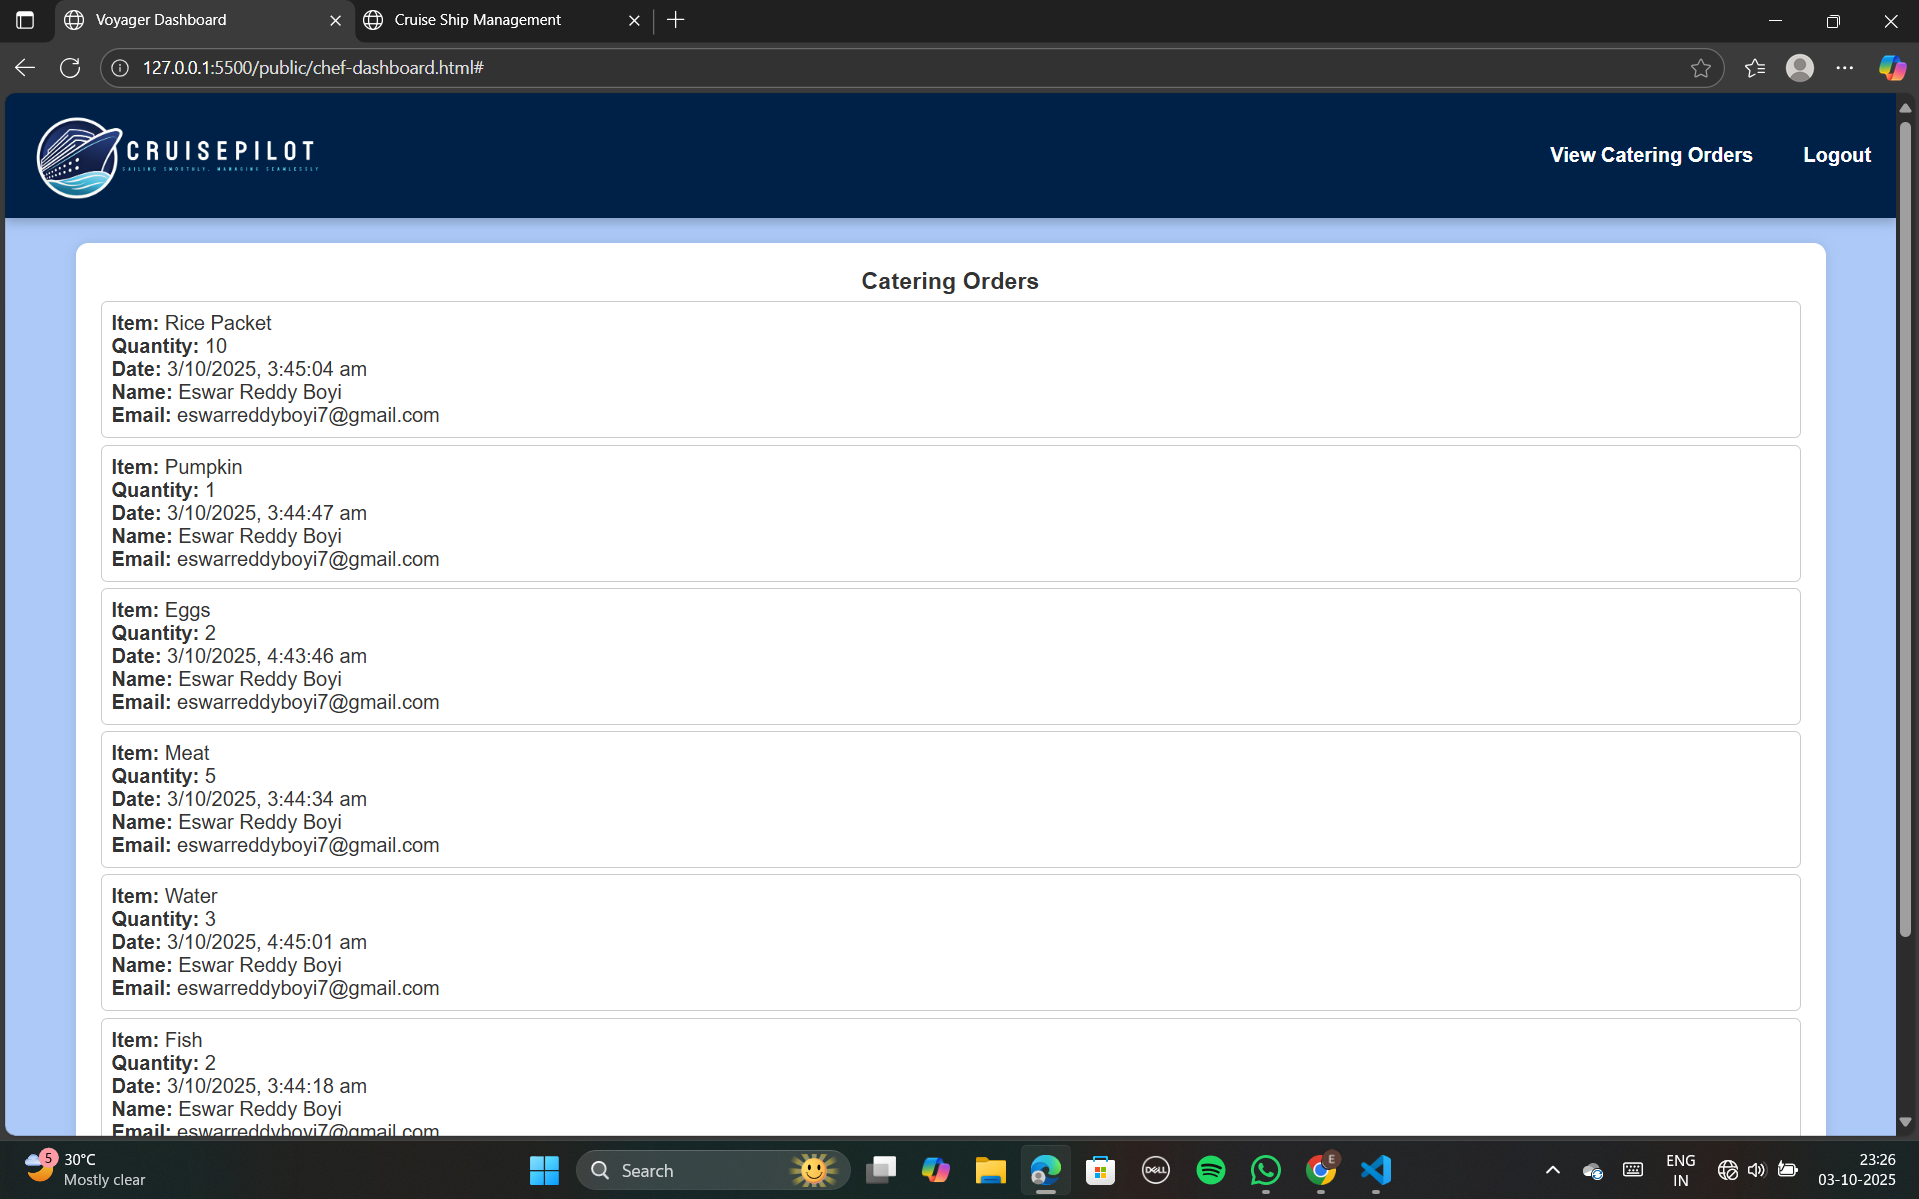 Voyager Dashboard
Cruise Ship Management
127.0.0.1:5500/public/chef-dashboard.html#
CRUISEPILOT
SAILING SMOOTHLY. MANAGING SEAMLESSLY
View Catering Orders
Logout
Catering Orders
Item: Rice Packet
Quantity: 10
Date: 3/10/2025, 3:45:04 am
Name: Eswar Reddy Boyi
Email: eswarreddyboyi7@gmail.com
Item: Pumpkin
Quantity: 1
Date: 3/10/2025, 3:44:47 am
Name: Eswar Reddy Boyi
Email: eswarreddyboyi7@gmail.com
Item: Eggs
Quantity: 2
Date: 3/10/2025, 4:43:46 am
Name: Eswar Reddy Boyi
Email: eswarreddyboyi7@gmail.com
Item: Meat
Quantity: 5
Date: 3/10/2025, 3:44:34 am
Name: Eswar Reddy Boyi
Email: eswarreddyboyi7@gmail.com
Item: Water
Quantity: 3
Date: 3/10/2025, 4:45:01 am
Name: Eswar Reddy Boyi
Email: eswarreddyboyi7@gmail.com
Item: Fish
Quantity: 2
Date: 3/10/2025, 3:44:18 am
Name: Eswar Reddy Boyi
Email: eswarreddyboyi7@gmail.com
5
30°C
Mostly clear
Search
DELL
E
ENG
IN
23:26
03-10-2025